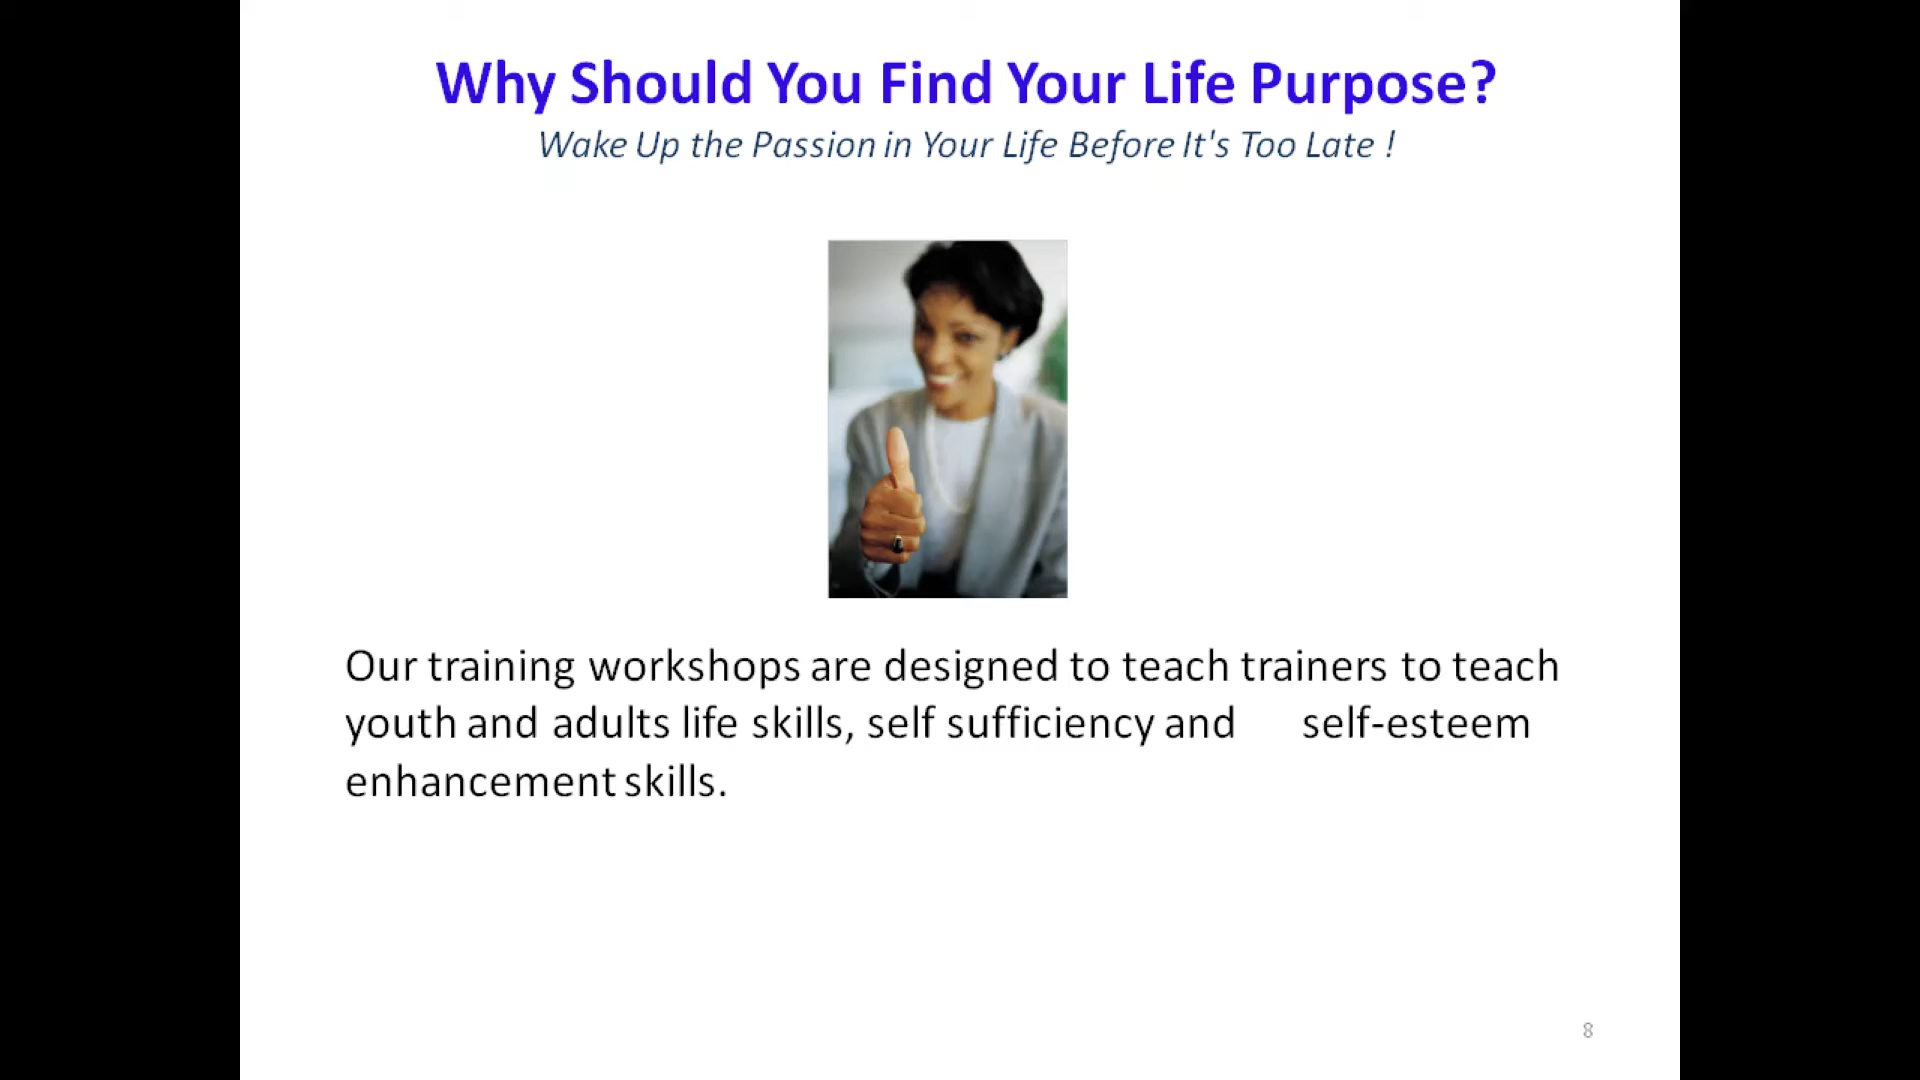 Why Should You Find Your Life Purpose?
Wake Up the Passion in Your Life Before It's Too Late !
Our training workshops are designed to teach trainers to teach
youth and adults life skills, self sufficiency and self-esteem
enhancement skills.
8